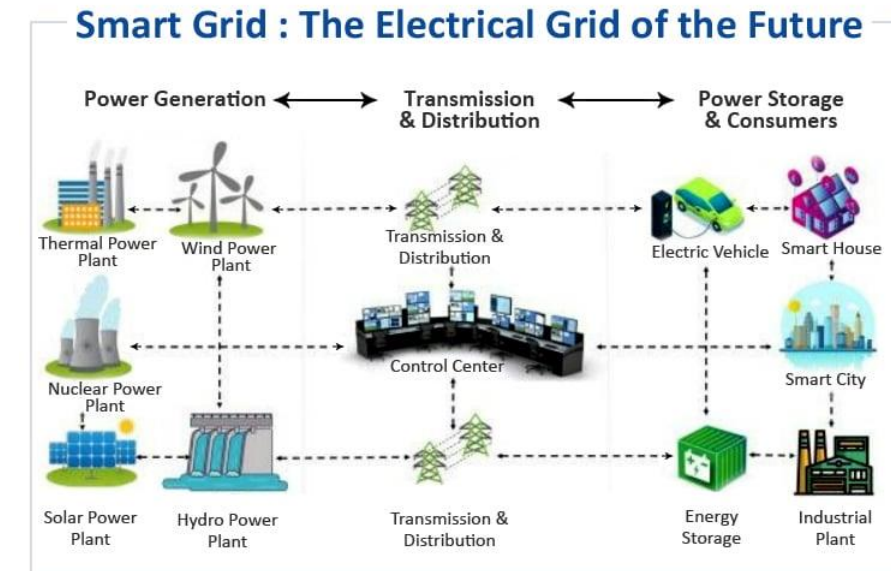 Smart Grid : The Electrical Grid of the Future
Power Generation
Transmission
& Distribution
Power Storage
& Consumers
Thermal Power
Plant
Wind Power
Plant
Transmission &
Distribution
Electric Vehicle
Smart House
Nuclear Power
Plant
Control Center
Smart City
Solar Power
Plant
Hydro Power
Plant
Transmission &
Distribution
Energy
Storage
Industrial
Plant